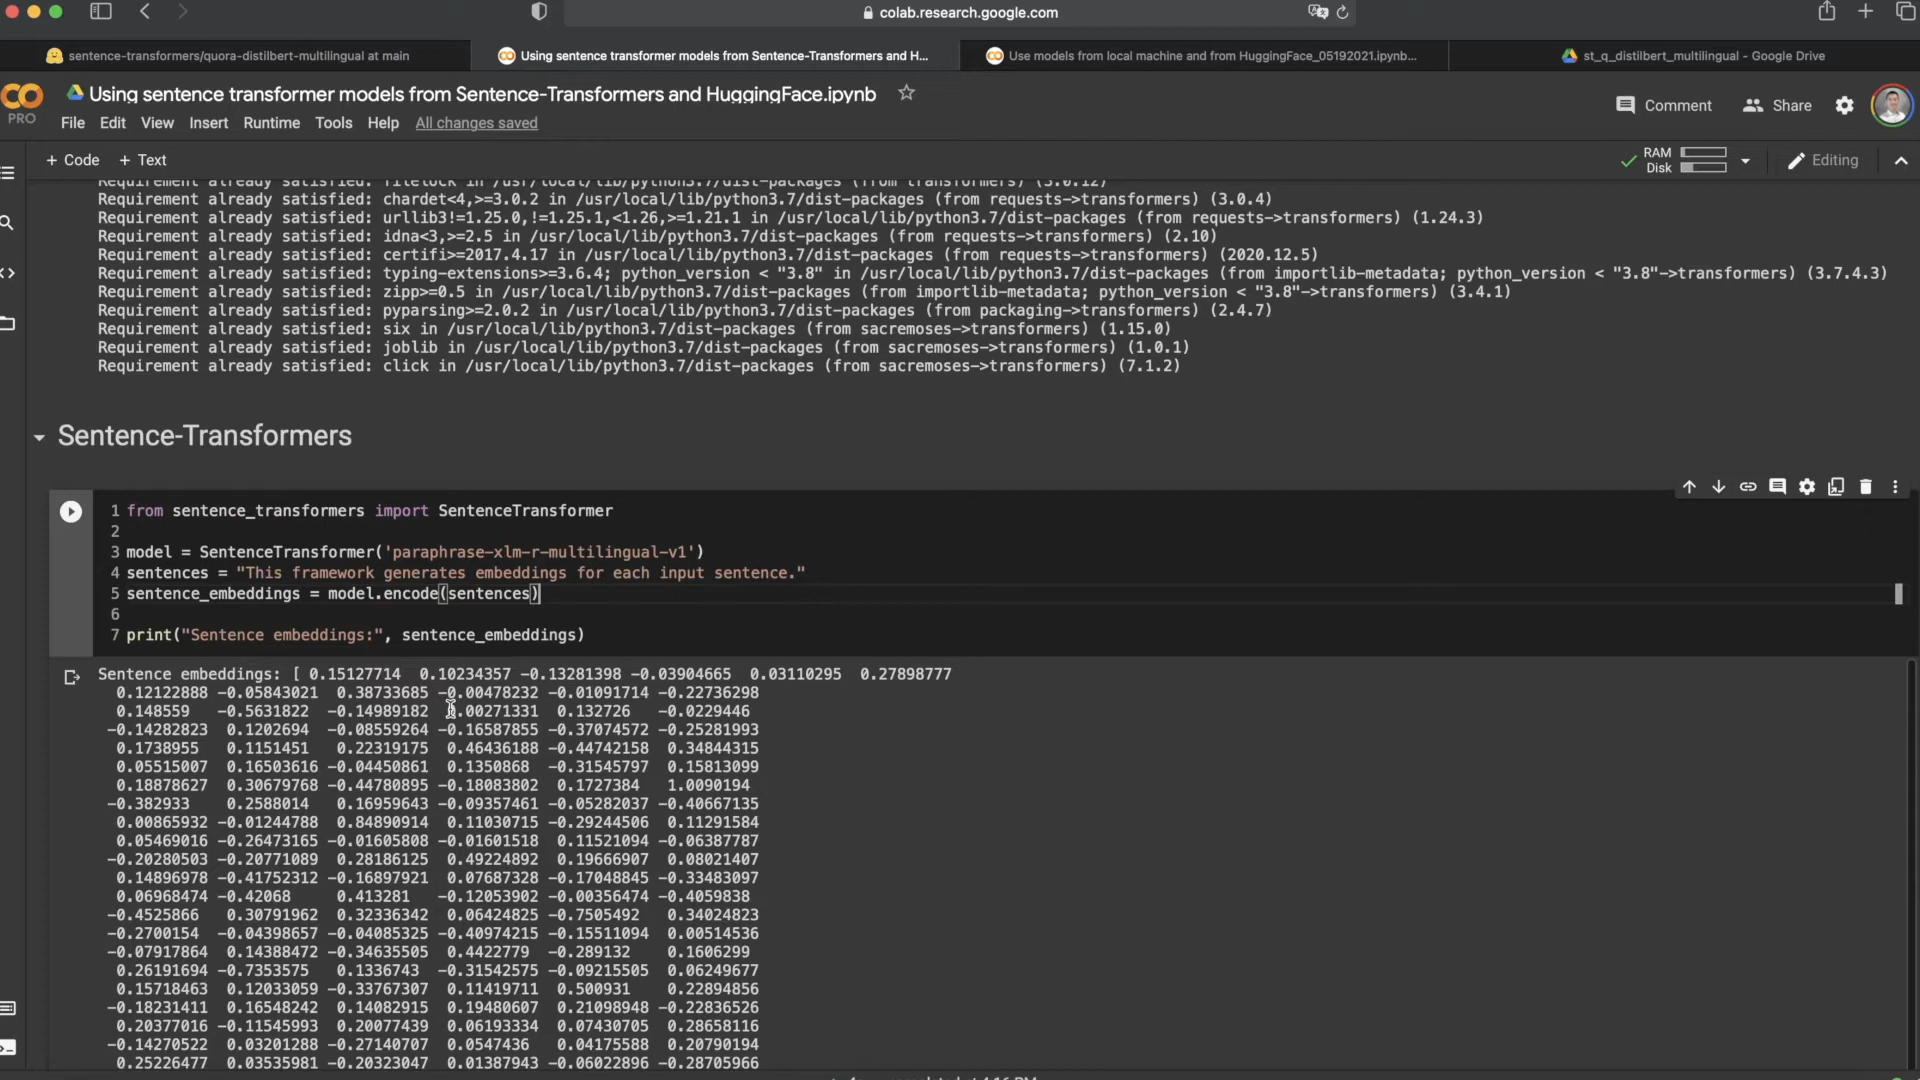 colab.research.google.com
sentence-transformers/quora-distilbert-multilingual at main
Using sentence transformer models from Sentence-Transformers and H...
Use models from local machine and from HuggingFace_05192021.ipynb...
st_q_distilbert_multilingual - Google Drive
Using sentence transformer models from Sentence-Transformers and HuggingFace.ipynb
PRO
Comment
Share
File Edit View Insert Runtime Tools Help All changes saved
+ Code + Text
RAM
Disk
Editing
Requirement already satisfied: filelock in /usr/local/lib/python3.7/dist-packages (from transformers) (3.0.12)
Requirement already satisfied: chardet<4,>=3.0.2 in /usr/local/lib/python3.7/dist-packages (from requests->transformers) (3.0.4)
Requirement already satisfied: urllib3!=1.25.0,!=1.25.1,<1.26,>=1.21.1 in /usr/local/lib/python3.7/dist-packages (from requests->transformers) (1.24.3)
Requirement already satisfied: idna<3,>=2.5 in /usr/local/lib/python3.7/dist-packages (from requests->transformers) (2.10)
Requirement already satisfied: certifi>=2017.4.17 in /usr/local/lib/python3.7/dist-packages (from requests->transformers) (2020.12.5)
Requirement already satisfied: typing-extensions>=3.6.4; python_version < "3.8" in /usr/local/lib/python3.7/dist-packages (from importlib-metadata; python_version < "3.8"->transformers) (3.7.4.3)
Requirement already satisfied: zipp>=0.5 in /usr/local/lib/python3.7/dist-packages (from importlib-metadata; python_version < "3.8"->transformers) (3.4.1)
Requirement already satisfied: pyparsing>=2.0.2 in /usr/local/lib/python3.7/dist-packages (from packaging->transformers) (2.4.7)
Requirement already satisfied: six in /usr/local/lib/python3.7/dist-packages (from sacremoses->transformers) (1.15.0)
Requirement already satisfied: joblib in /usr/local/lib/python3.7/dist-packages (from sacremoses->transformers) (1.0.1)
Requirement already satisfied: click in /usr/local/lib/python3.7/dist-packages (from sacremoses->transformers) (7.1.2)
Sentence-Transformers
1 from sentence_transformers import SentenceTransformer
2
3 model = SentenceTransformer('paraphrase-xlm-r-multilingual-v1')
4 sentences = "This framework generates embeddings for each input sentence."
5 sentence_embeddings = model.encode(sentences)
6
7 print("Sentence embeddings:", sentence_embeddings)
Sentence embeddings: [ 0.15127714 0.10234357 -0.13281398 -0.03904665 0.03110295 0.27898777
0.12122888 -0.05843021 0.38733685 -0.00478232 -0.01091714 -0.22736298
0.148559 -0.5631822 -0.14989182 0.00271331 0.132726 -0.0229446
-0.14282823 0.1202694 -0.08559264 -0.16587855 -0.37074572 -0.25281993
0.1738955 0.1151451 0.22319175 0.46436188 -0.44742158 0.34844315
0.05515007 0.16503616 -0.04450861 0.1350868 -0.31545797 0.15813099
0.18878627 0.30679768 -0.44780895 -0.18083802 0.1727384 1.0090194
-0.382933 0.2588014 0.16959643 -0.09357461 -0.05282037 -0.40667135
0.00865932 -0.01244788 0.84890914 0.11030715 -0.29244506 0.11291584
0.05469016 -0.26473165 -0.01605808 -0.01601518 0.11521094 -0.06387787
-0.20280503 -0.20771089 0.28186125 0.49224892 0.19666907 0.08021407
0.14896978 -0.41752312 -0.16897921 0.07687328 -0.17048845 -0.33483097
0.06968474 -0.42068 0.413281 -0.12053902 -0.00356474 -0.4059838
-0.4525866 0.30791962 0.32336342 0.06424825 -0.7505492 0.34024823
-0.2700154 -0.04398657 -0.04085325 -0.40974215 -0.15511094 0.00514536
-0.07917864 0.14388472 -0.34635505 0.4422779 -0.289132 0.1606299
0.26191694 -0.7353575 0.1336743 -0.31542575 -0.09215505 0.06249677
0.15718463 0.12033059 -0.33767307 0.11419711 0.500931 0.22894856
-0.18231411 0.16548242 0.14082915 0.19480607 0.21098948 -0.22836526
0.20377016 -0.11545993 0.20077439 0.06193334 0.07430705 0.28658116
-0.14270522 0.03201288 -0.27140707 0.0547436 0.04175588 0.20790194
0.25226477 0.03535981 -0.20323047 0.01387943 -0.06022896 -0.28705966